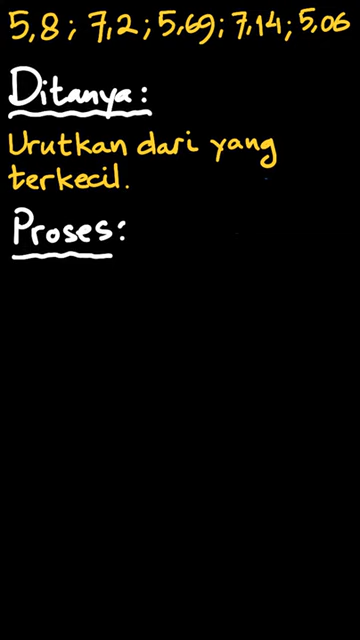 5,8; 7,2; 5,69; 7,14; 5,06
Ditanya:
Urutkan dari yang
terkecil.
Proses: